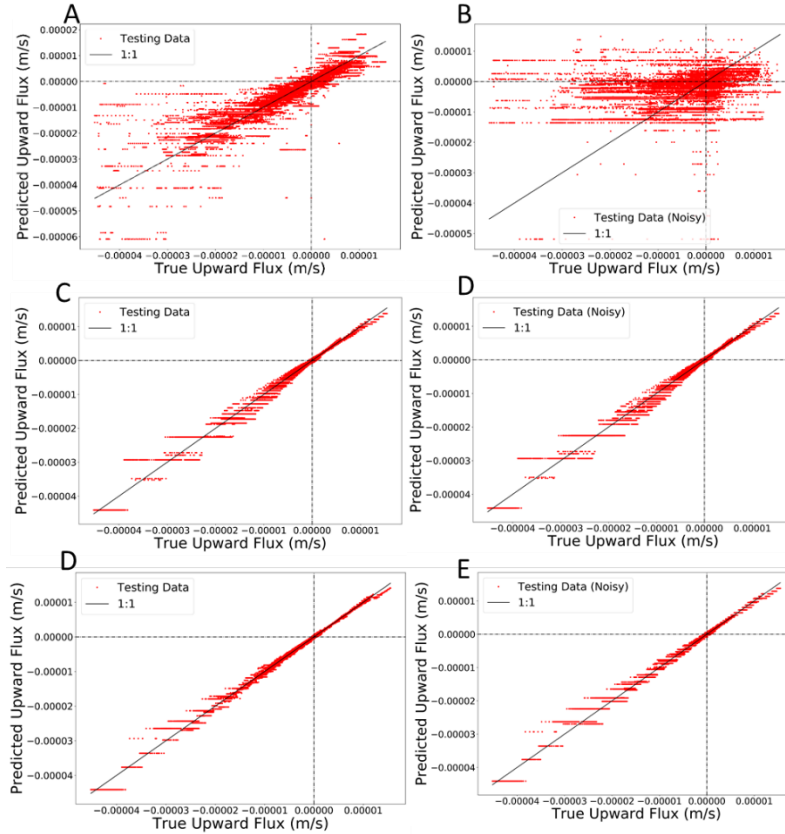 A
Testing Data
1:1
0.00002
0.00001
0.00000
−0.00001
−0.00002
−0.00003
−0.00004
−0.00005
−0.00006
Predicted Upward Flux (m/s)
−0.00004 −0.00003 −0.00002 −0.00001 0.00000 0.00001
True Upward Flux (m/s)
B
0.00001
0.00000
−0.00001
−0.00002
−0.00003
−0.00004
−0.00005
Predicted Upward Flux (m/s)
Testing Data (Noisy)
1:1
−0.00004 −0.00003 −0.00002 −0.00001 0.00000 0.00001
True Upward Flux (m/s)
C
Testing Data
1:1
0.00001
0.00000
−0.00001
−0.00002
−0.00003
−0.00004
Predicted Upward Flux (m/s)
−0.00004 −0.00003 −0.00002 −0.00001 0.00000 0.00001
True Upward Flux (m/s)
D
Testing Data (Noisy)
1:1
0.00001
0.00000
−0.00001
−0.00002
−0.00003
−0.00004
Predicted Upward Flux (m/s)
−0.00004 −0.00003 −0.00002 −0.00001 0.00000 0.00001
True Upward Flux (m/s)
D
Testing Data
1:1
0.00001
0.00000
−0.00001
−0.00002
−0.00003
−0.00004
Predicted Upward Flux (m/s)
−0.00004 −0.00003 −0.00002 −0.00001 0.00000 0.00001
True Upward Flux (m/s)
E
Testing Data (Noisy)
1:1
0.00001
0.00000
−0.00001
−0.00002
−0.00003
−0.00004
Predicted Upward Flux (m/s)
−0.00004 −0.00003 −0.00002 −0.00001 0.00000 0.00001
True Upward Flux (m/s)